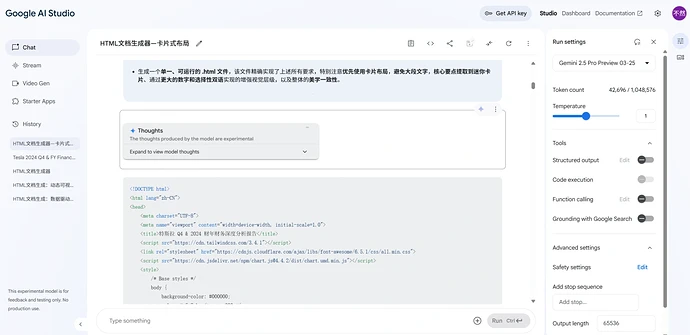 Google AI Studio
Get API key
Studio
Dashboard
Documentation
不然
Chat
Stream
Video Gen
Starter Apps
History
HTML文档生成器—卡片式布局
Tesla 2024 Q4 & FY Financ...
HTML文档生成器
HTML文档生成：动态可视...
HTML文档生成：数据驱动...
This experimental model is for
feedback and testing only. No
production use.
HTML文档生成器—卡片式布局
生成一个单一、可运行的 .html 文件，该文件精确实现了上述所有要求，特别注意优先使用卡片布局，避免大段文字，核心要点提取到迷你卡
片、通过更大的数字和选择性双语实现的增强视觉层级，以及整体的美学一致性。
Thoughts
The thoughts produced by the model are experimental
Expand to view model thoughts
<!DOCTYPE html>
<html lang="zh-CN">
<head>
<meta charset="UTF-8">
<meta name="viewport" content="width=device-width, initial-scale=1.0">
<title>特斯拉 Q4 & 2024 财年财务深度分析报告</title>
<script src="https://cdn.tailwindcss.com/3.4.1"></script>
<link rel="stylesheet" href="https://cdnjs.cloudflare.com/ajax/libs/font-awesome/6.5.1/css/all.min.css">
<script src="https://cdn.jsdelivr.net/npm/chart.js@4.4.2/dist/chart.umd.min.js"></script>
<style>
/* Base styles */
body {
background-color: #000000;
Type something
Run Ctrl
Run settings
Gemini 2.5 Pro Preview 03-25
Token count
42,696 / 1,048,576
Temperature
1
Tools
Structured output
Edit
Code execution
Function calling
Edit
Grounding with Google Search
Advanced settings
Safety settings
Edit
Add stop sequence
Add stop...
Output length
65536